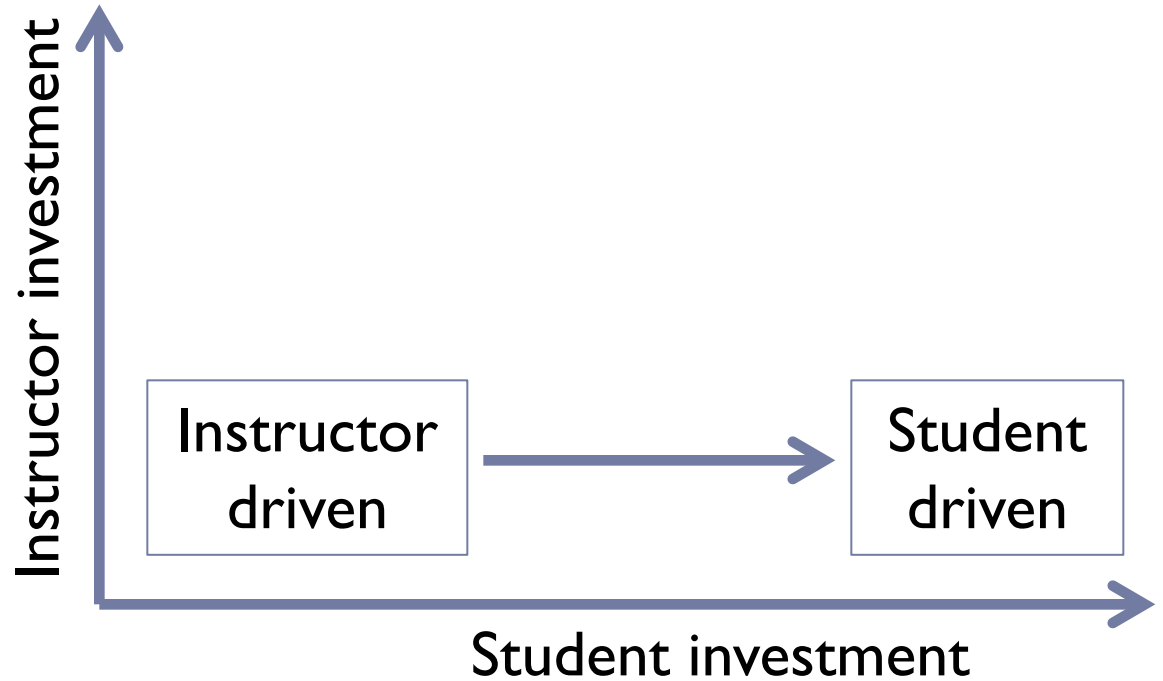 Instructor investment
Instructor
driven
Student
driven
Student investment